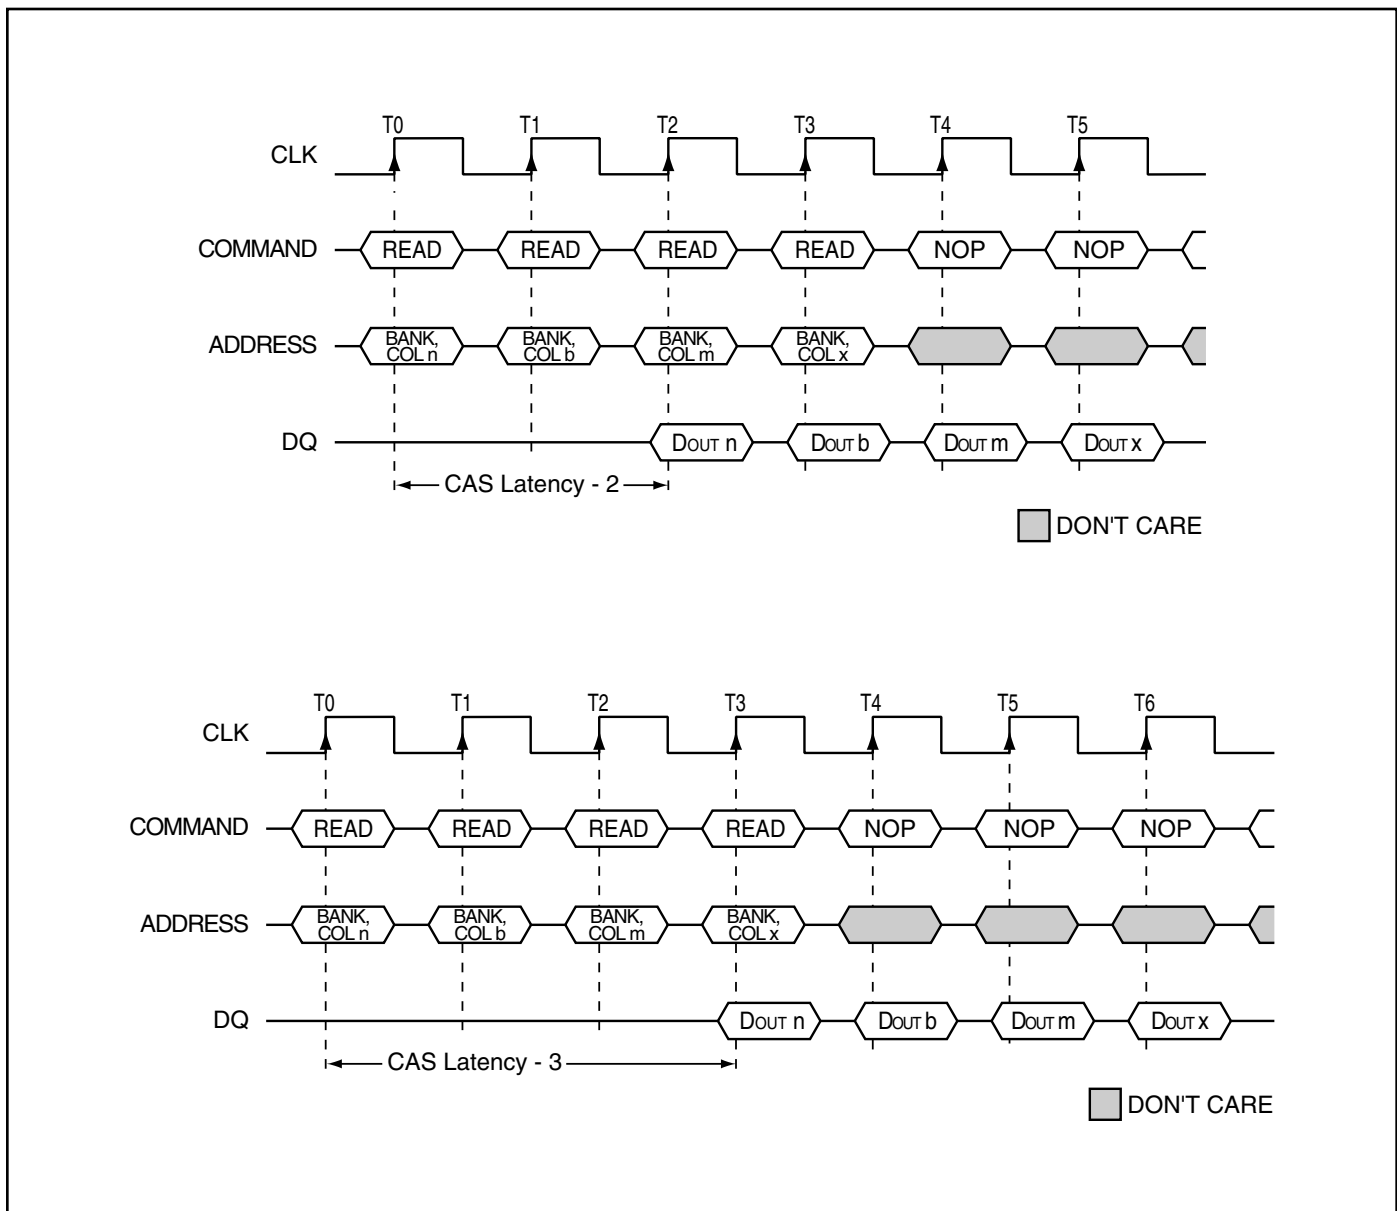 T0 T1 T2 T3 T4 T5
CLK
COMMAND READ READ READ READ NOP NOP
ADDRESS BANK, COL n BANK, COL b BANK, COL m BANK, COL x
DQ DOUT n DOUT b DOUT m DOUT x
CAS Latency - 2
DON'T CARE
T0 T1 T2 T3 T4 T5 T6
CLK
COMMAND READ READ READ READ NOP NOP NOP
ADDRESS BANK, COL n BANK, COL b BANK, COL m BANK, COL x
DQ DOUT n DOUT b DOUT m DOUT x
CAS Latency - 3
DON'T CARE